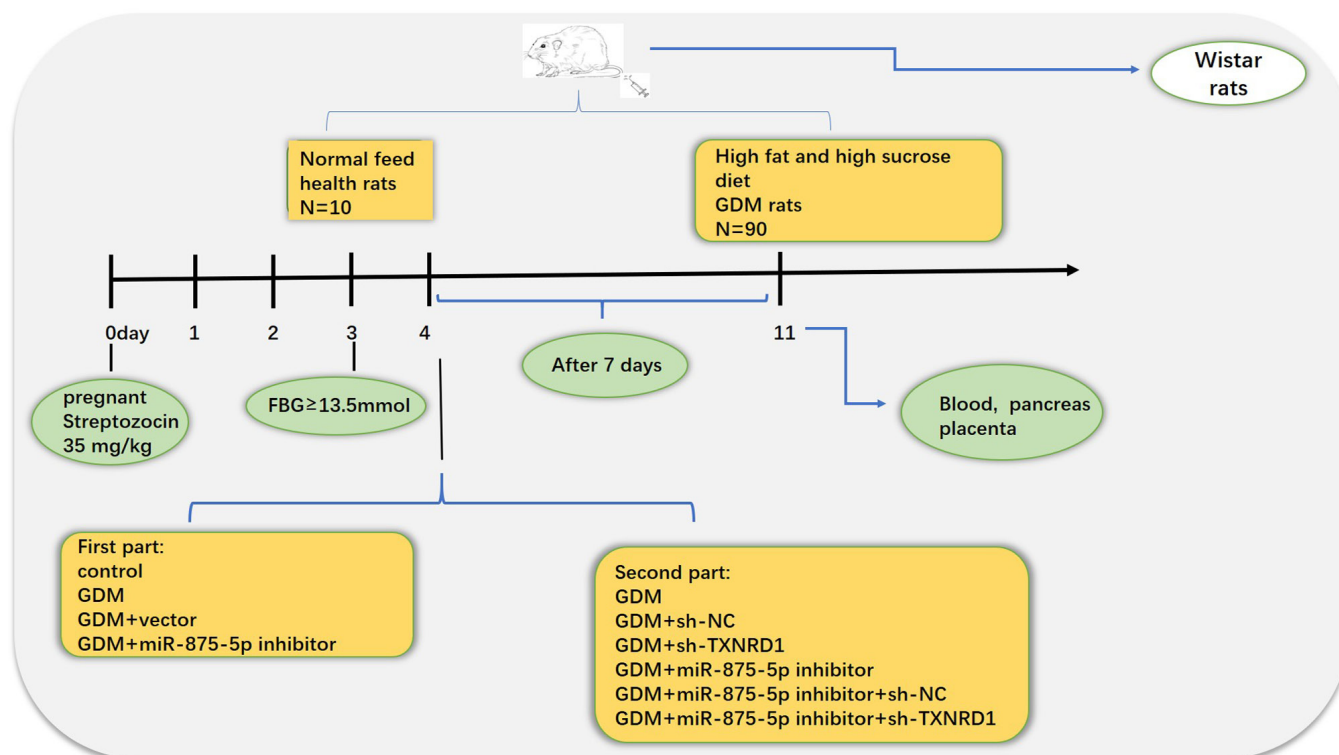 Wistar
rats
Normal feed
health rats
N=10
High fat and high sucrose
diet
GDM rats
N=90
0day
1
2
3
4
11
pregnant
Streptozocin
35 mg/kg
FBG≥13.5mmol
After 7 days
Blood, pancreas
placenta
First part:
control
GDM
GDM+vector
GDM+miR-875-5p inhibitor
Second part:
GDM
GDM+sh-NC
GDM+sh-TXNRD1
GDM+miR-875-5p inhibitor
GDM+miR-875-5p inhibitor+sh-NC
GDM+miR-875-5p inhibitor+sh-TXNRD1